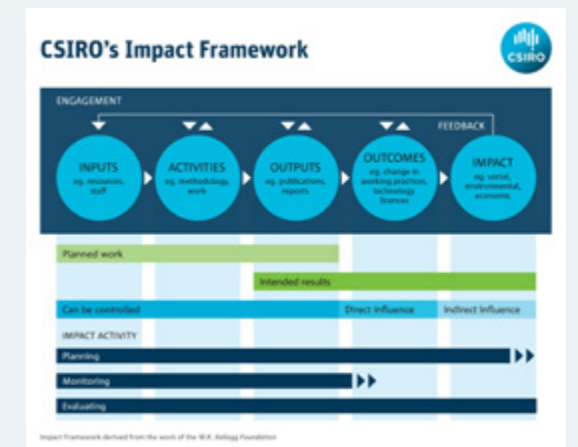 CSIRO's Impact Framework
CSIRO
ENGAGEMENT
FEEDBACK
INPUTS
eg. resources,
staff
ACTIVITIES
eg. methodology,
work
OUTPUTS
eg. publications,
reports
OUTCOMES
eg. change in
working practices,
technology
licences
IMPACT
eg. social,
environmental,
economic
Planned work
Intended results
Can be controlled
Direct Influence
Indirect Influence
IMPACT ACTIVITY
Planning
Monitoring
Evaluating
Impact Framework derived from the work of the W.K. Kellogg Foundation